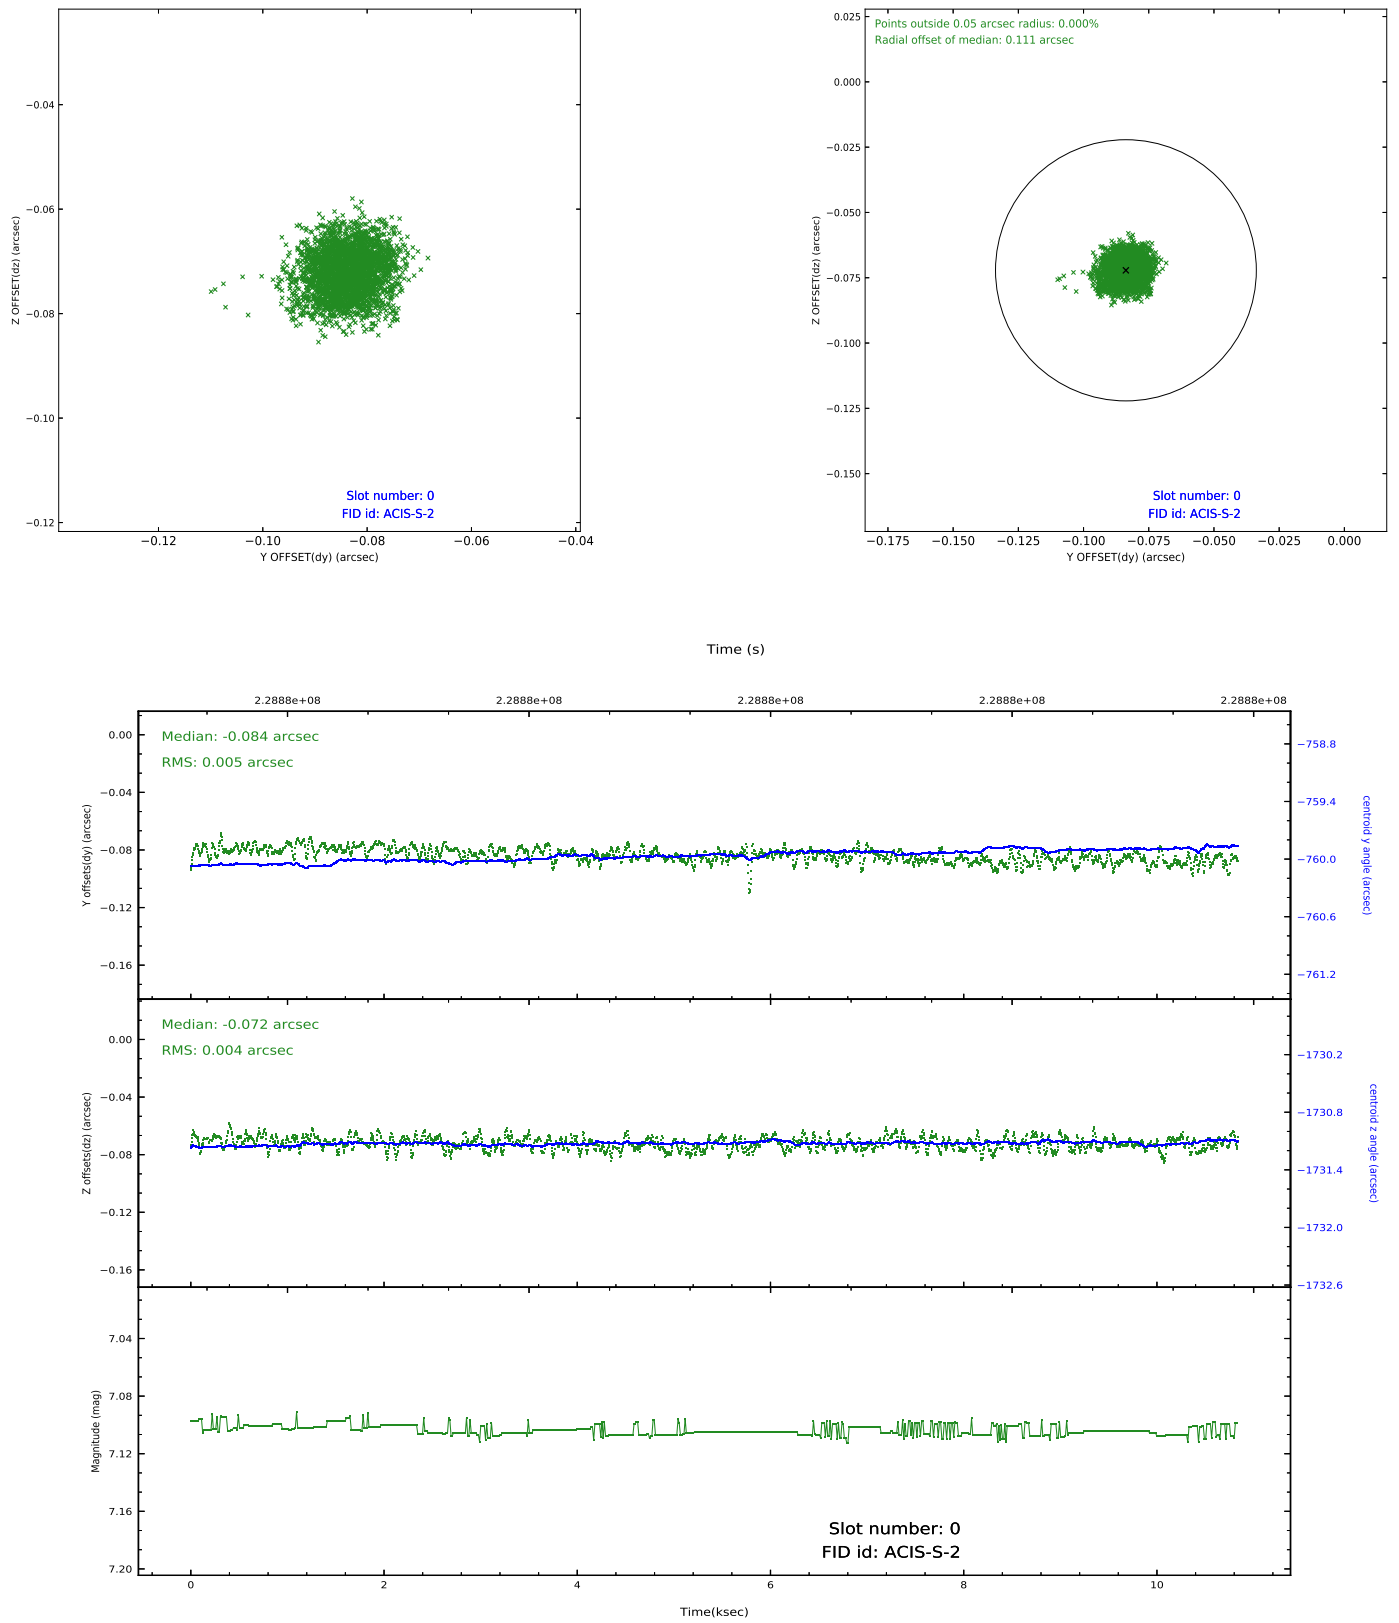 Points outside 0.05 arcsec radius: 0.000%
Radial offset of median: 0.111 arcsec
−0.04
−0.06
−0.08
−0.10
−0.12
Z OFFSET(dz) (arcsec)
Slot number: 0
FID id: ACIS-S-2
−0.12
−0.10
−0.08
−0.06
−0.04
Y OFFSET(dy) (arcsec)
0.025
0.000
−0.025
−0.050
−0.075
−0.100
−0.125
−0.150
Z OFFSET(dz) (arcsec)
Slot number: 0
FID id: ACIS-S-2
−0.175
−0.150
−0.125
−0.100
−0.075
−0.050
−0.025
0.000
Y OFFSET(dy) (arcsec)
Time (s)
2.2888e+08
2.2888e+08
2.2888e+08
2.2888e+08
2.2888e+08
Median: -0.084 arcsec
RMS: 0.005 arcsec
0.00
−0.04
−0.08
−0.12
−0.16
Y offsets(dy) (arcsec)
−758.8
−759.4
−760.0
−760.6
−761.2
centroid y angle (arcsec)
Median: -0.072 arcsec
RMS: 0.004 arcsec
0.00
−0.04
−0.08
−0.12
−0.16
Z offsets(dz) (arcsec)
−1730.2
−1730.8
−1731.4
−1732.0
−1732.6
centroid z angle (arcsec)
7.04
7.08
7.12
7.16
7.20
Magnitude (mag)
Slot number: 0
FID id: ACIS-S-2
0
2
4
6
8
10
Time(ksec)